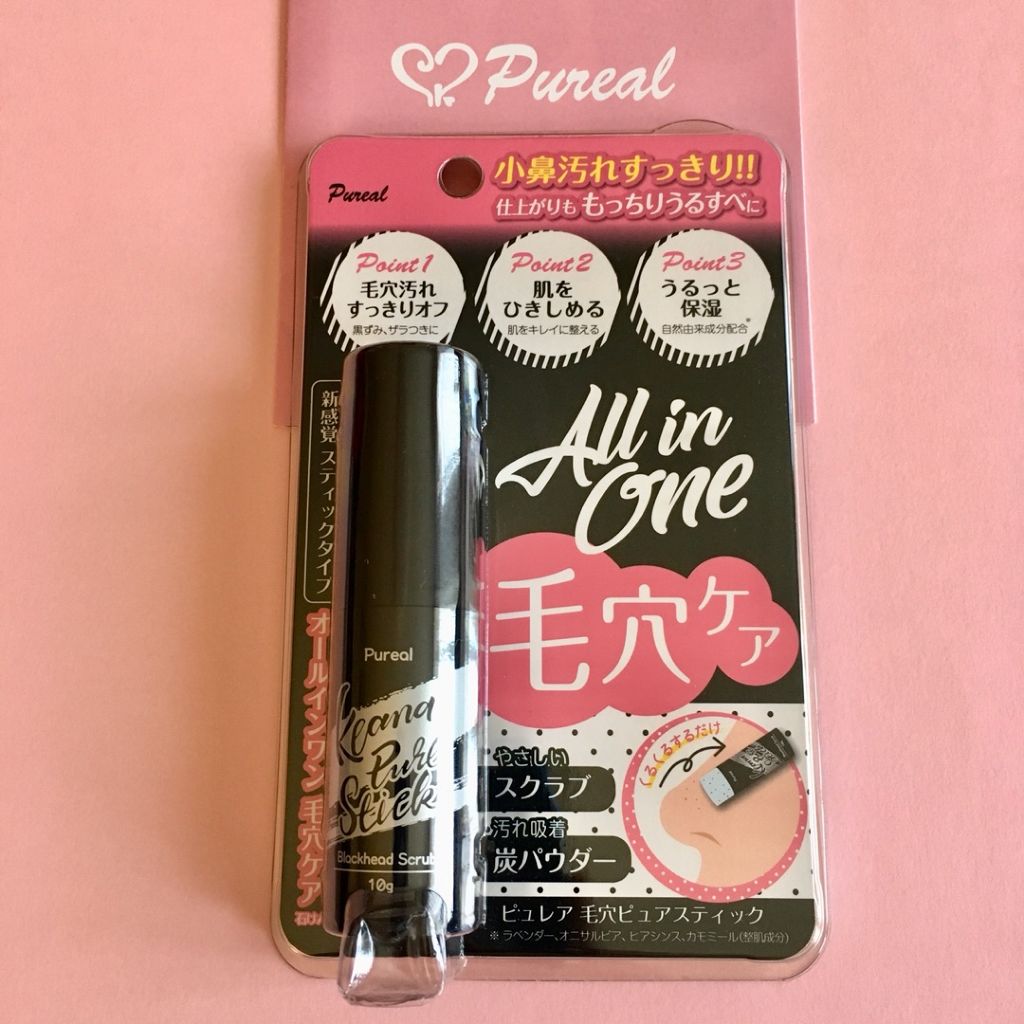 Pureal
Pureal
小鼻汚れすっきり!!
仕上がりも もっちりうるすべに
Point1
毛穴汚れ
すっきりオフ
黒ずみ、ザラつきに
Point2
肌を
ひきしめる
肌をキレイに整える
Point3
うるっと
保湿
自然由来成分配合※
新感覚 スティックタイプ
オールインワン 毛穴ケア
石けん
All in
One
毛穴ケア
Pureal
Keana
Pure
Stick
Blackhead Scrub
10g
やさしい
スクラブ
汚れ吸着
炭パウダー
くるくるするだけ
ピュレア 毛穴ピュアスティック
※ ラベンダー、オニサルビア、ヒアシンス、カモミール(整肌成分)